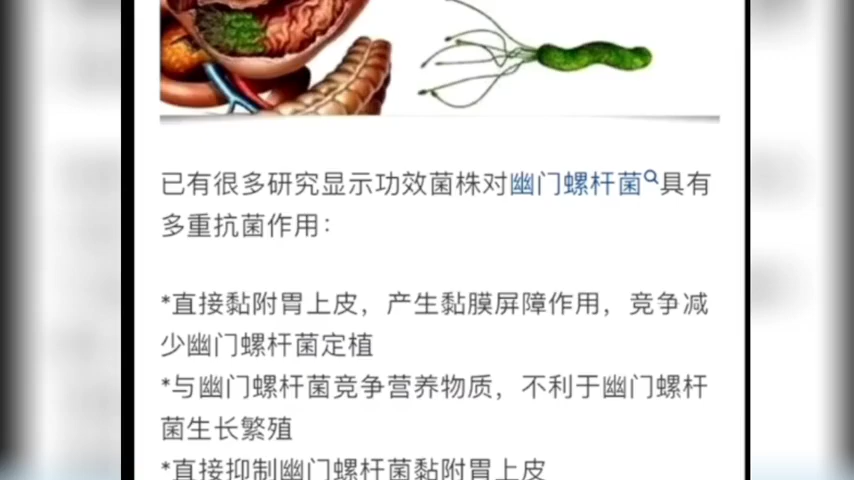 已有很多研究显示功效菌株对幽门螺杆菌具有
多重抗菌作用：
*直接黏附胃上皮，产生黏膜屏障作用，竞争减
少幽门螺杆菌定植
*与幽门螺杆菌竞争营养物质，不利于幽门螺杆
菌生长繁殖
*直接抑制幽门螺杆菌黏附胃上皮